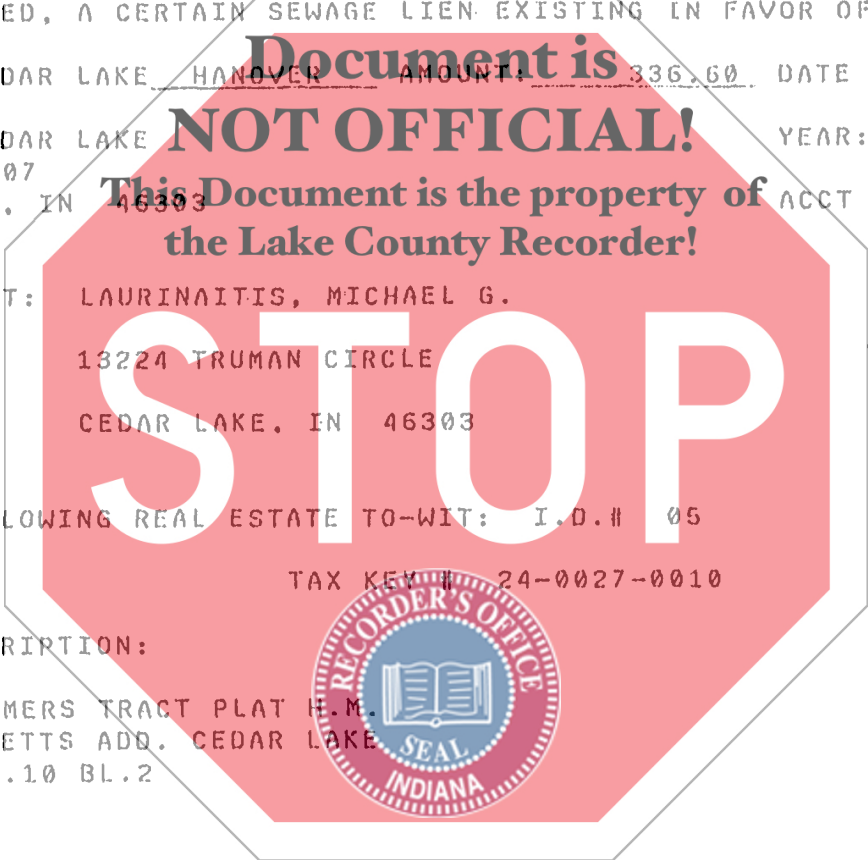 ED, A CERTAIN SEWAGE LIEN EXISTING IN FAVOR OF
Document is
DAR LAKE HANOVER AMOUNT: 336.60 DATE
NOT OFFICIAL!
DAR LAKE YEAR:
07
This Document is the property of
. IN 46303 ACCT
the Lake County Recorder!
T: LAURINAITIS, MICHAEL G.
13224 TRUMAN CIRCLE
STOP
CEDAR LAKE, IN 46303
LOWING REAL ESTATE TO-WIT: I.D.# 05
TAX KEY # 24-0027-0010
RECORDER'S OFFICE
RIPTION:
MERS TRACT PLAT H.M.
ETTS ADD. CEDAR LAKE
SEAL
.10 BL.2
INDIANA